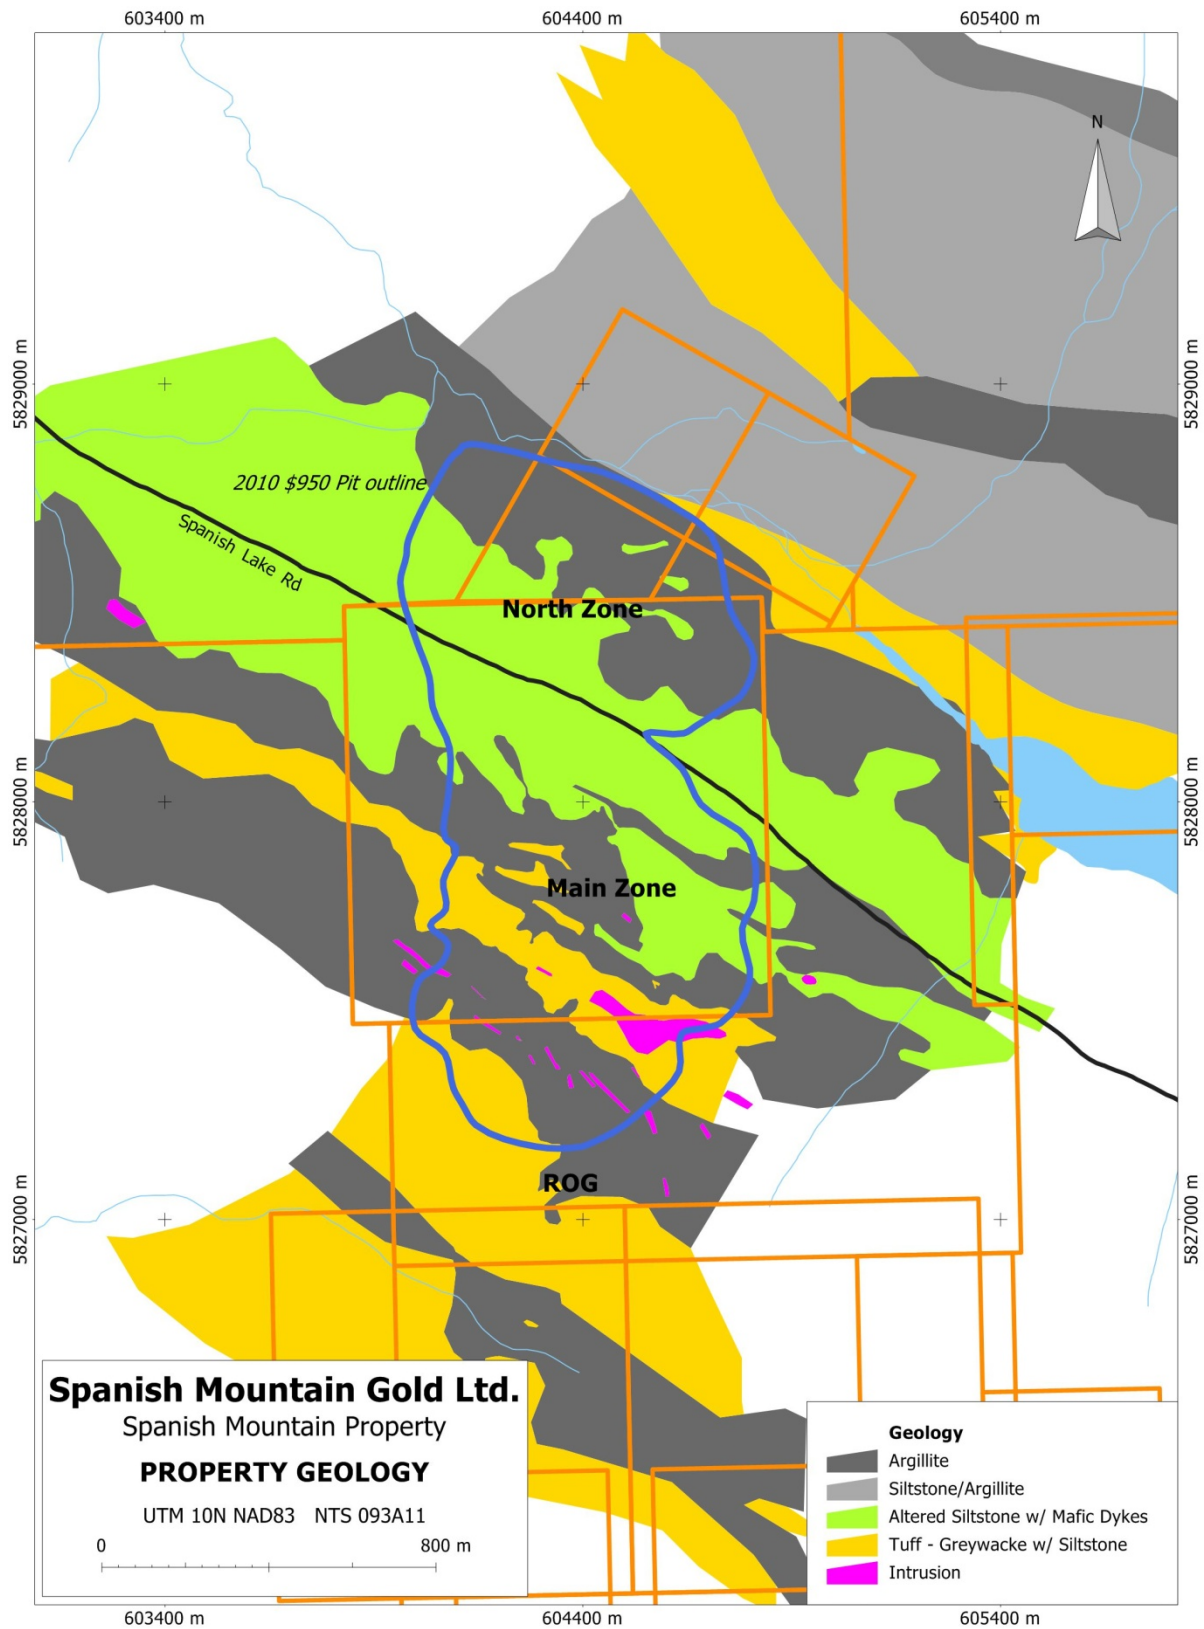 603400 m
604400 m
605400 m
N
5829000 m
5829000 m
2010 $950 Pit outline
Spanish Lake Rd
North Zone
5828000 m
5828000 m
Main Zone
ROG
5827000 m
5827000 m
Spanish Mountain Gold Ltd.
Spanish Mountain Property
PROPERTY GEOLOGY
UTM 10N NAD83 NTS 093A11
0
800 m
Geology
Argillite
Siltstone/Argillite
Altered Siltstone w/ Mafic Dykes
Tuff - Greywacke w/ Siltstone
Intrusion
603400 m
604400 m
605400 m